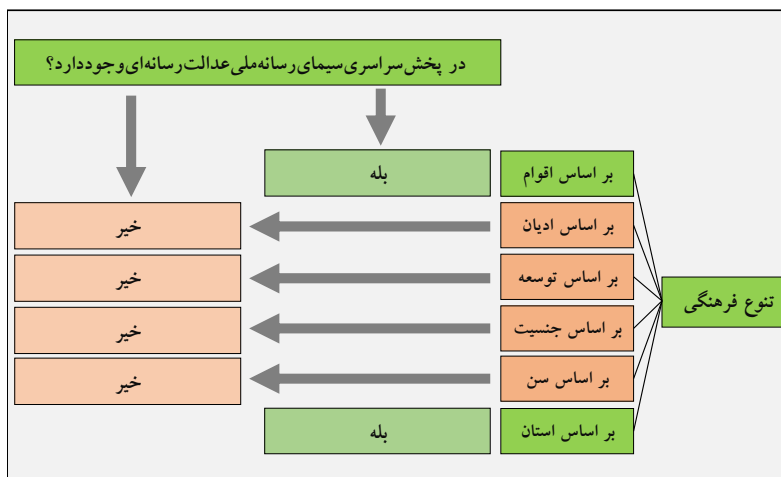 در پخش سراسری سیمای رسانه ملی عدالت رسانه ای وجود دارد؟
بر اساس اقوام
بله
بر اساس ادیان
خیر
بر اساس توسعه
خیر
تنوع فرهنگی
بر اساس جنسیت
خیر
بر اساس سن
خیر
بر اساس استان
بله